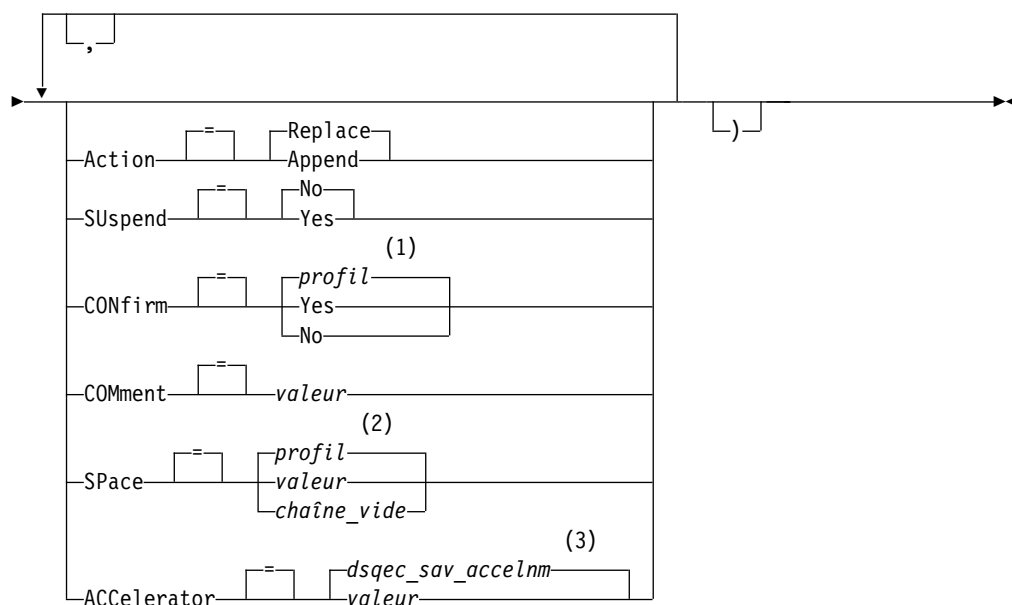 ,
)
= Replace
Action Append
= No
SUspend Yes
(1)
= profil
CONfirm Yes
No
=
COMment valeur
(2)
= profil
SPace valeur
chaîne_vide
(3)
= dsqec_sav_accelnm
ACCelerator valeur